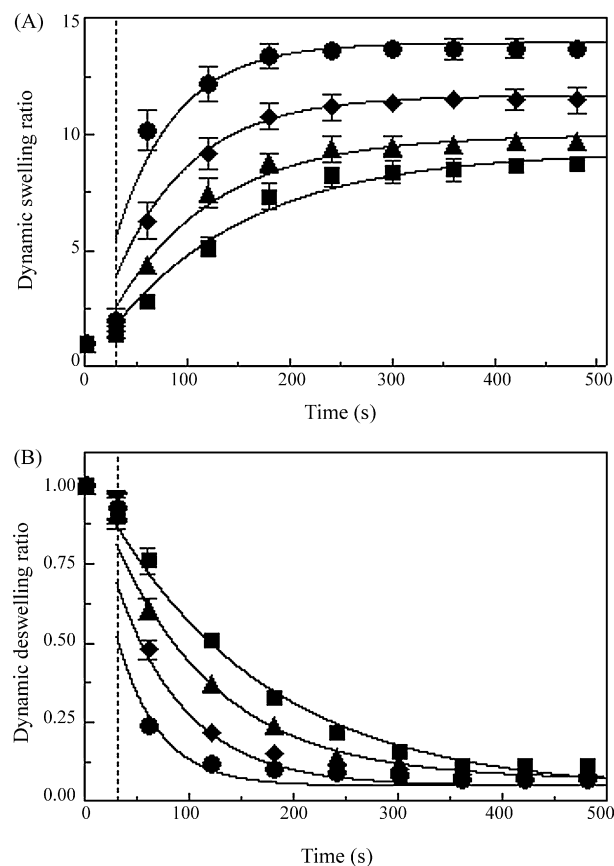 (A)
15
10
5
0
Dynamic swelling ratio
0 100 200 300 400 500
Time (s)
(B)
1.00
0.75
0.50
0.25
0.00
Dynamic deswelling ratio
0 100 200 300 400 500
Time (s)